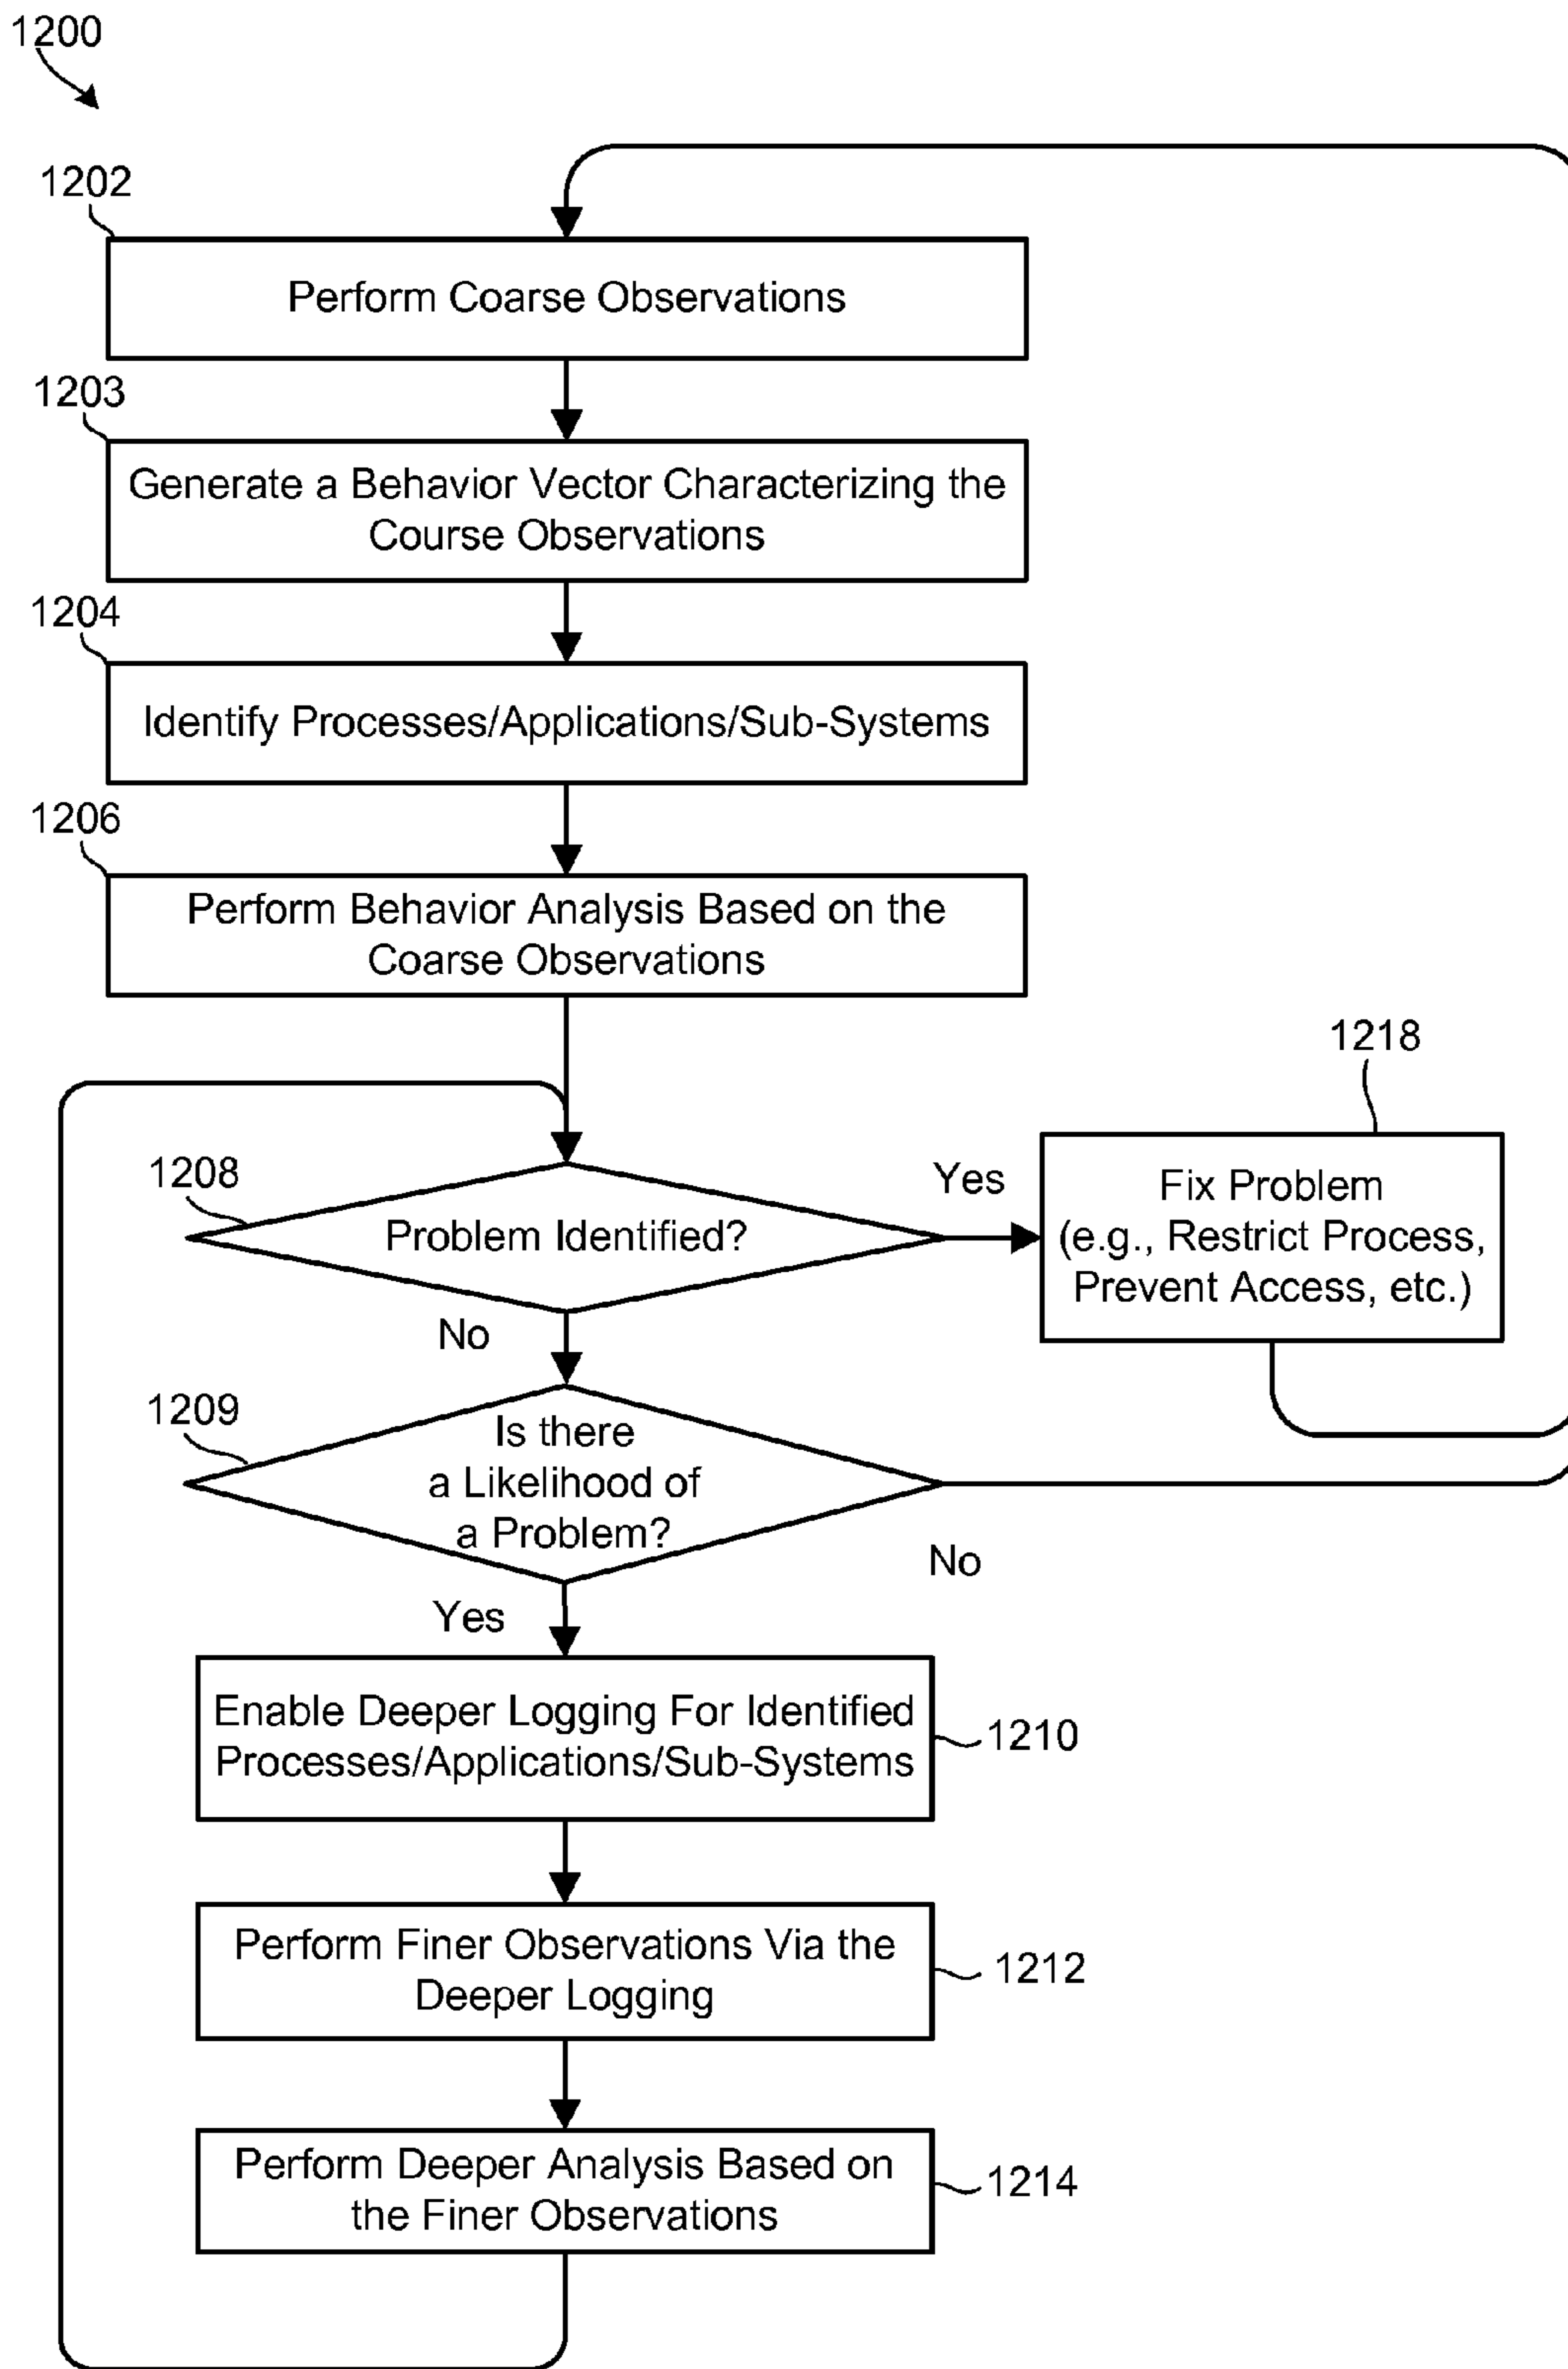 1200
1202
Perform Coarse Observations
1203
Generate a Behavior Vector Characterizing the
Course Observations
1204
Identify Processes/Applications/Sub-Systems
1206
Perform Behavior Analysis Based on the
Coarse Observations
1218
1208
Problem Identified?
Yes
Fix Problem
(e.g., Restrict Process,
Prevent Access, etc.)
No
1209
Is there
a Likelihood of
a Problem?
No
Yes
Enable Deeper Logging For Identified
Processes/Applications/Sub-Systems
1210
Perform Finer Observations Via the
Deeper Logging
1212
Perform Deeper Analysis Based on
the Finer Observations
1214